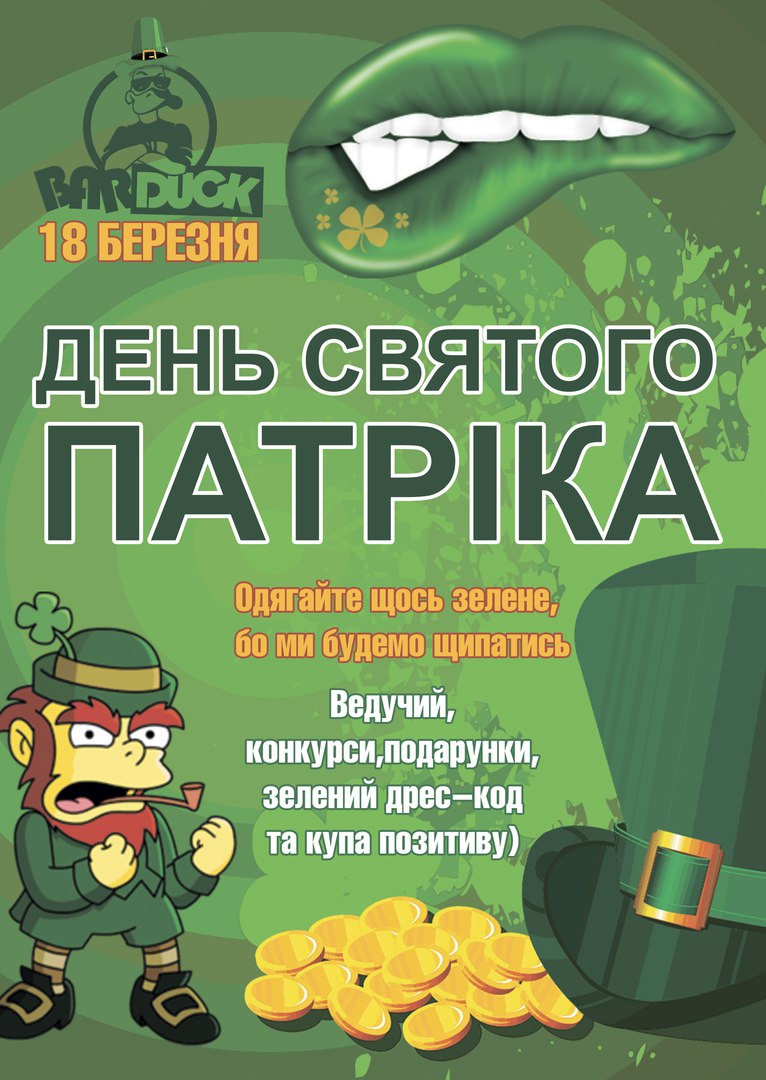 BARDUCK
18 БЕРЕЗНЯ
ДЕНЬ СВЯТОГО
ПАТРІКА
Одягайте щось зелене,
бо ми будемо щипатись
Ведучий,
конкурси,подарунки,
зелений дрес–код
та купа позитиву)